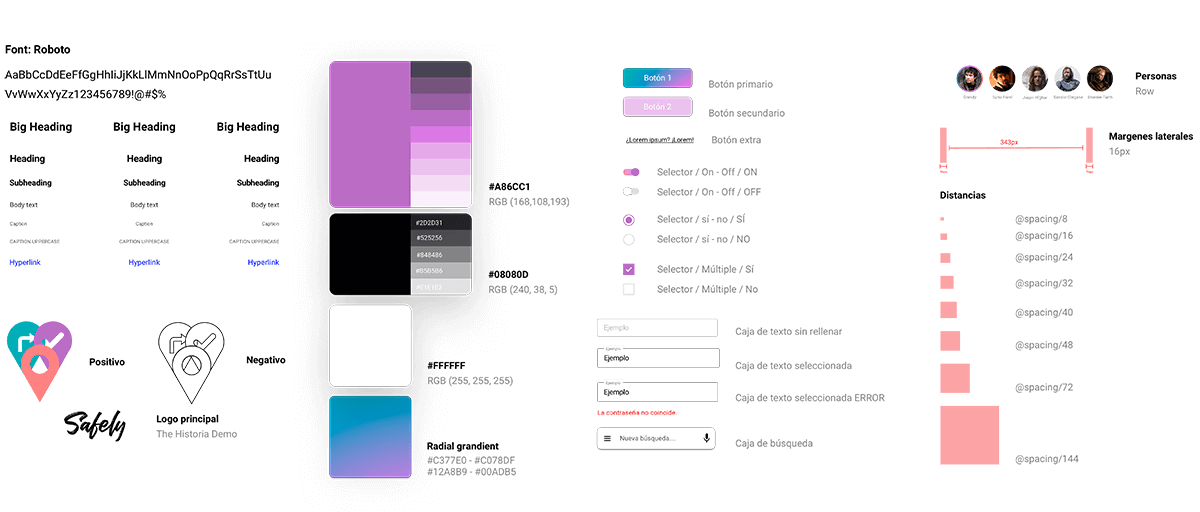 Font: Roboto
AaBbCcDdEeFfGgHhIiJjKkLlMmNnOoPpQqRrSsTtUu
VvWwXxYyZz123456789!@#$%
Big Heading Big Heading Big Heading
Heading Heading Heading
Subheading Subheading Subheading
Body text Body text Body text
Caption Caption Caption
CAPTION UPPERCASE CAPTION UPPERCASE CAPTION UPPERCASE
Hyperlink Hyperlink Hyperlink
Positivo
Negativo
Safely
Logo principal
The Historia Demo
#A86CC1
RGB (168,108,193)
#2D2D31
#525256
#848486
#B5B5B6
#E1E1E2
#08080D
RGB (240, 38, 5)
#FFFFFF
RGB (255, 255, 255)
Radial grandient
#C377E0 - #C078DF
#12A8B9 - #00ADB5
Botón 1
Botón primario
Botón 2
Botón secundario
¿Lorem ipsum? ¡Lorem!
Botón extra
Selector / On - Off / ON
Selector / On - Off / OFF
Selector / sí - no / SÍ
Selector / sí - no / NO
Selector / Múltiple / Sí
Selector / Múltiple / No
Ejemplo
Caja de texto sin rellenar
Ejemplo
Ejemplo
Caja de texto seleccionada
Ejemplo
Ejemplo
Caja de texto seleccionada ERROR
La contraseña no coincide.
Nueva búsqueda...
Caja de búsqueda
Personas
Row
343px
Margenes laterales
16px
Distancias
@spacing/8
@spacing/16
@spacing/24
@spacing/32
@spacing/40
@spacing/48
@spacing/72
@spacing/144